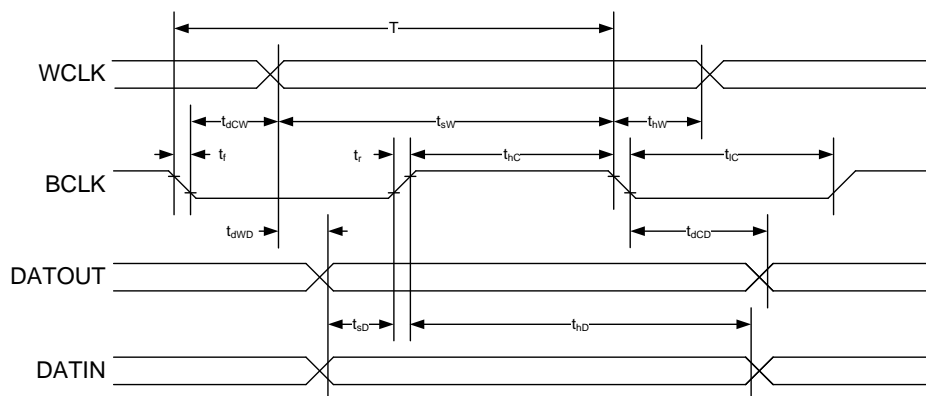 T
WCLK
tdCW
tsW
thW
tf
tr
thC
tlC
BCLK
tdWD
tdCD
DATOUT
tsD
thD
DATIN